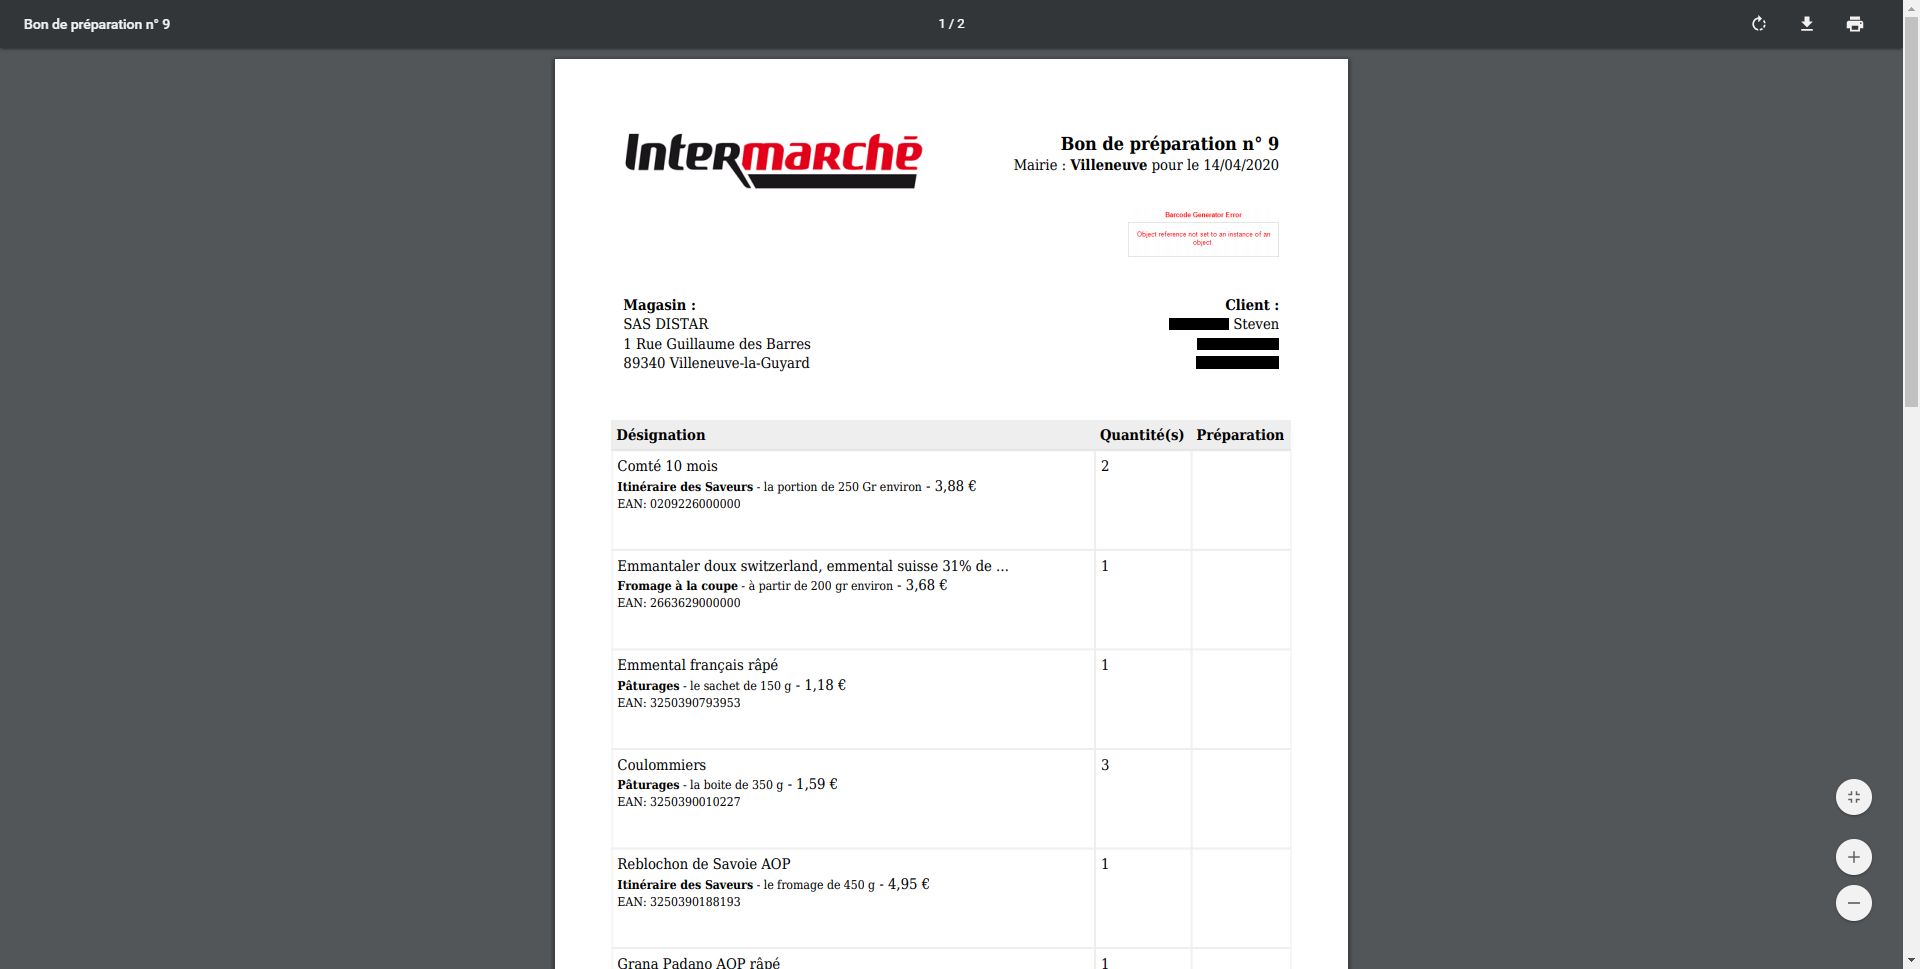 Bon de préparation n° 9
1 / 2
Intermarché
Bon de préparation n° 9
Mairie : Villeneuve pour le 14/04/2020
Barcode Generator Error
Object reference not set to an instance of an
object.
Magasin :
SAS DISTAR
1 Rue Guillaume des Barres
89340 Villeneuve-la-Guyard
Client :
Steven
Désignation Quantité(s) Préparation
Comté 10 mois 2
Itinéraire des Saveurs - la portion de 250 Gr environ - 3,88 €
EAN: 0209226000000
Emmantaler doux switzerland, emmental suisse 31% de ... 1
Fromage à la coupe - à partir de 200 gr environ - 3,68 €
EAN: 2663629000000
Emmental français râpé 1
Pâturages - le sachet de 150 g - 1,18 €
EAN: 3250390793953
Coulommiers 3
Pâturages - la boite de 350 g - 1,59 €
EAN: 3250390010227
Reblochon de Savoie AOP 1
Itinéraire des Saveurs - le fromage de 450 g - 4,95 €
EAN: 3250390188193
Grana Padano AOP râpé 1